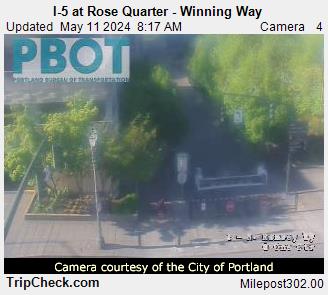 I-5 at Rose Quarter - Winning Way
Updated May 11 2024 8:17 AM Camera 4
PBOT
PORTLAND BUREAU OF TRANSPORTATION
Camera courtesy of the City of Portland
TripCheck.com Milepost302.00